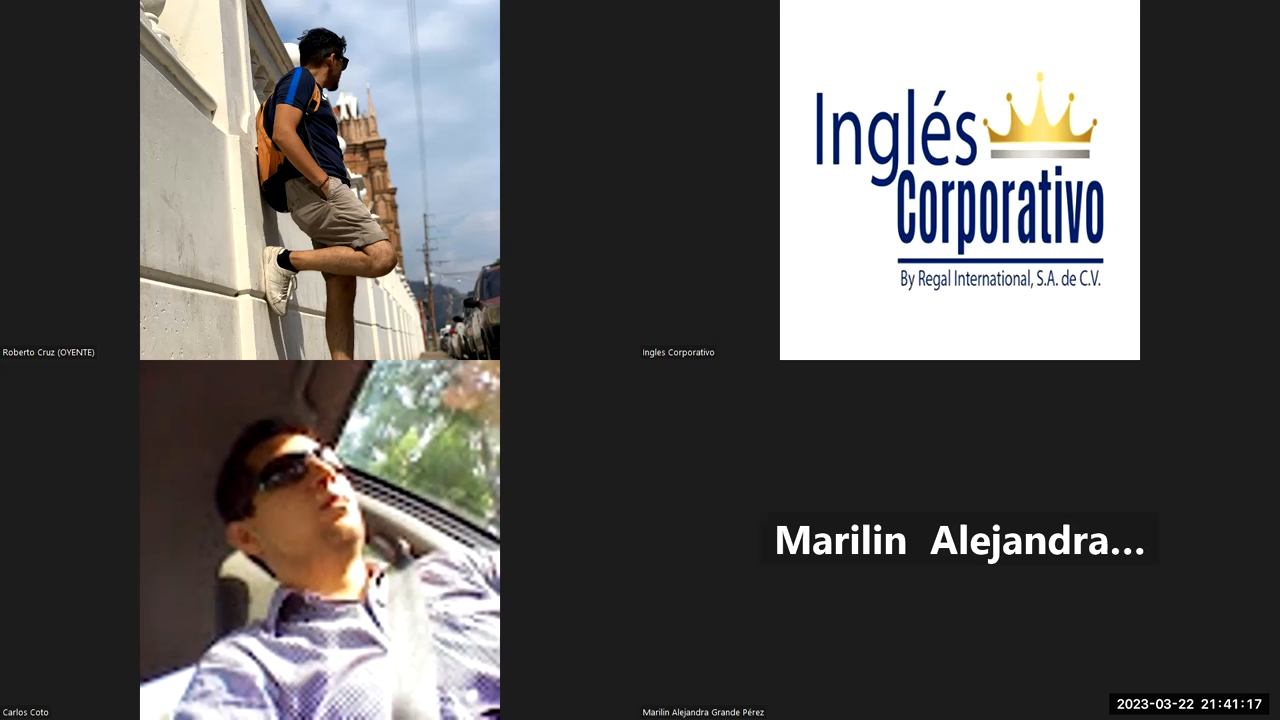 Inglés
Corporativo
By Regal International, S.A. de C.V.
Roberto Cruz (OYENTE)
Ingles Corporativo
Marilin Alejandra...
Carlos Coto
Marilin Alejandra Grande Pérez
2023-03-22 21:41:17